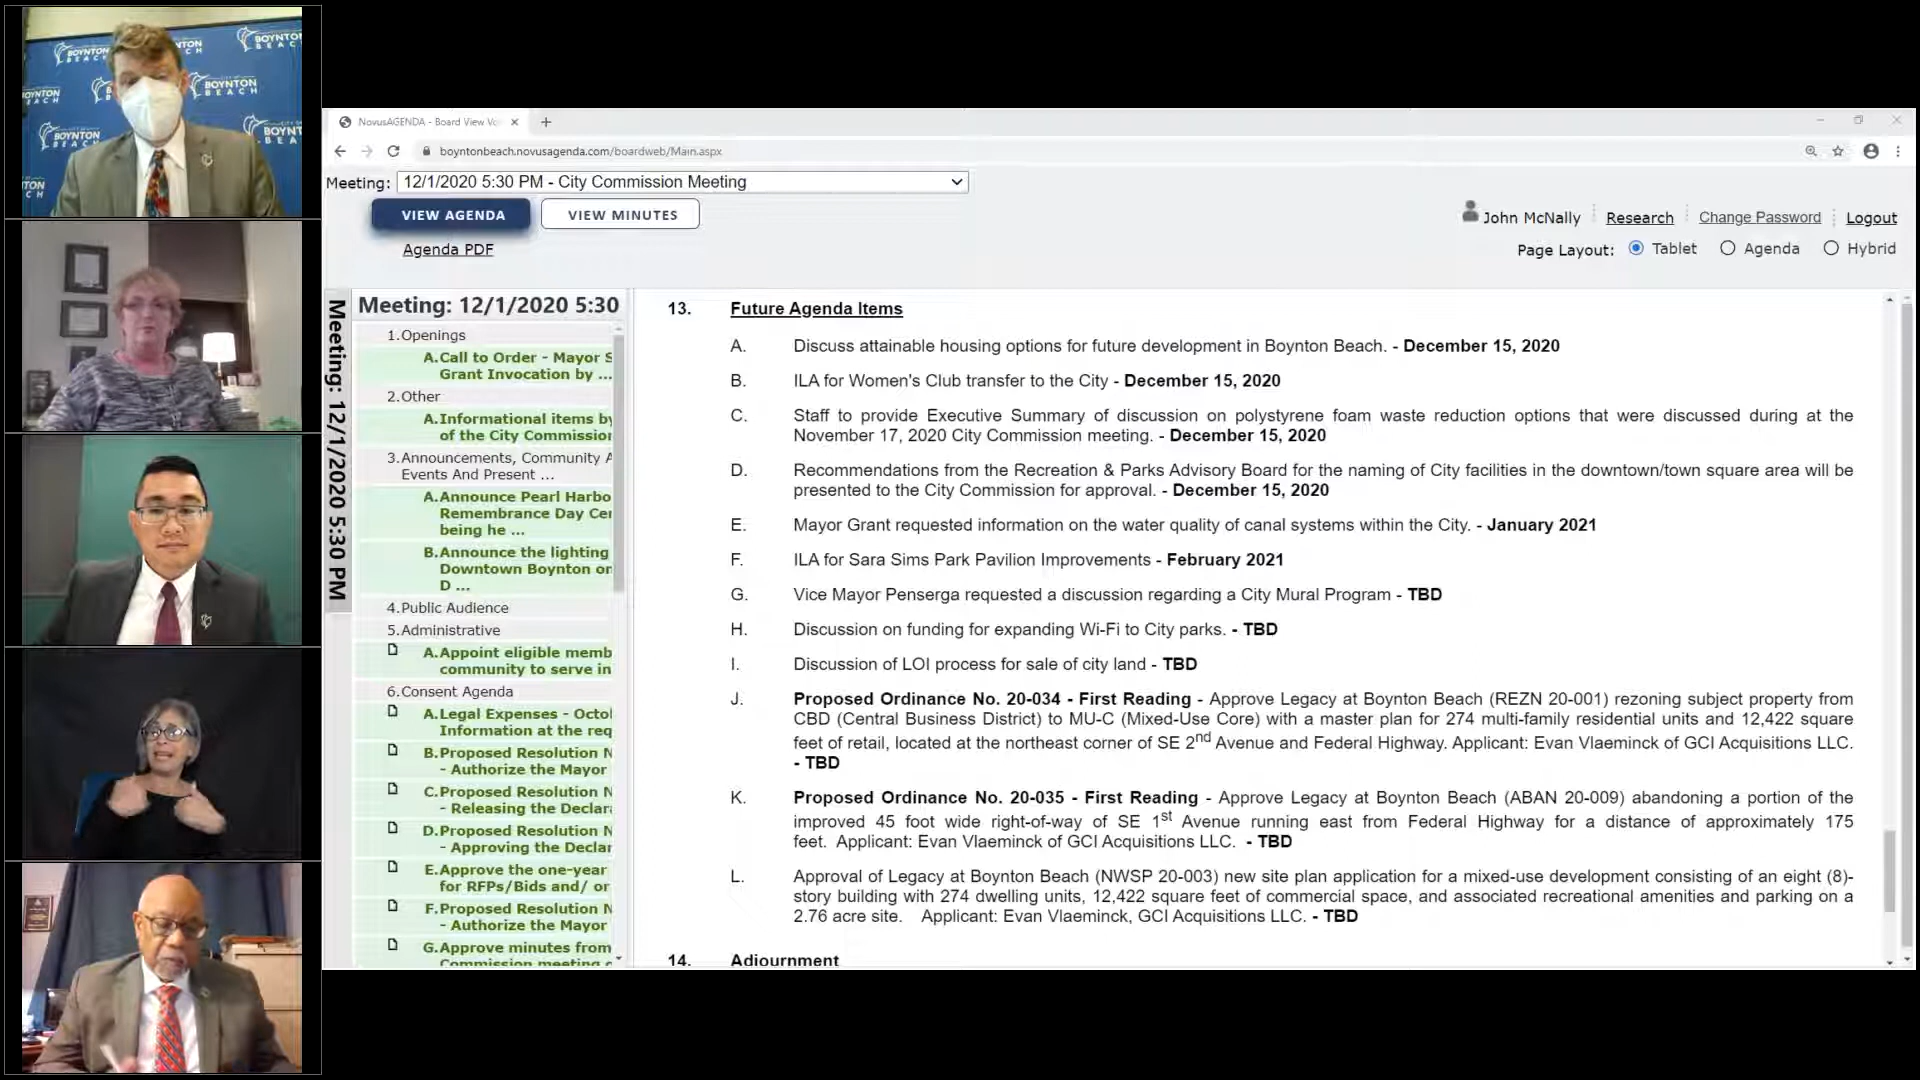 BOYNTON BEACH
NovusAGENDA - Board View Vo
boyntonbeach.novusagenda.com/boardweb/Main.aspx
Meeting: 12/1/2020 5:30 PM - City Commission Meeting
VIEW AGENDA VIEW MINUTES
Agenda PDF
John McNally Research Change Password Logout
Page Layout: Tablet Agenda Hybrid
Meeting: 12/1/2020 5:30 PM
Meeting: 12/1/2020 5:30
1.Openings
A.Call to Order - Mayor S
Grant Invocation by ...
2.Other
A.Informational items by
of the City Commission
3.Announcements, Community A
Events And Present ...
A.Announce Pearl Harbo
Remembrance Day Cer
being he ...
B.Announce the lighting
Downtown Boynton on
D ...
4.Public Audience
5.Administrative
A.Appoint eligible memb
community to serve in
6.Consent Agenda
A.Legal Expenses - Octol
Information at the req
B.Proposed Resolution N
- Authorize the Mayor
C.Proposed Resolution N
- Releasing the Declara
D.Proposed Resolution N
- Approving the Declar
E.Approve the one-year
for RFPs/Bids and/ or
F.Proposed Resolution N
- Authorize the Mayor
G.Approve minutes from
Commission meeting
13. Future Agenda Items
A. Discuss attainable housing options for future development in Boynton Beach. - December 15, 2020
B. ILA for Women's Club transfer to the City - December 15, 2020
C. Staff to provide Executive Summary of discussion on polystyrene foam waste reduction options that were discussed during at the
November 17, 2020 City Commission meeting. - December 15, 2020
D. Recommendations from the Recreation & Parks Advisory Board for the naming of City facilities in the downtown/town square area will be
presented to the City Commission for approval. - December 15, 2020
E. Mayor Grant requested information on the water quality of canal systems within the City. - January 2021
F. ILA for Sara Sims Park Pavilion Improvements - February 2021
G. Vice Mayor Penserga requested a discussion regarding a City Mural Program - TBD
H. Discussion on funding for expanding Wi-Fi to City parks. - TBD
I. Discussion of LOI process for sale of city land - TBD
J. Proposed Ordinance No. 20-034 - First Reading - Approve Legacy at Boynton Beach (REZN 20-001) rezoning subject property from
CBD (Central Business District) to MU-C (Mixed-Use Core) with a master plan for 274 multi-family residential units and 12,422 square
feet of retail, located at the northeast corner of SE 2nd Avenue and Federal Highway. Applicant: Evan Vlaeminck of GCI Acquisitions LLC.
- TBD
K. Proposed Ordinance No. 20-035 - First Reading - Approve Legacy at Boynton Beach (ABAN 20-009) abandoning a portion of the
improved 45 foot wide right-of-way of SE 1st Avenue running east from Federal Highway for a distance of approximately 175
feet. Applicant: Evan Vlaeminck of GCI Acquisitions LLC. - TBD
L. Approval of Legacy at Boynton Beach (NWSP 20-003) new site plan application for a mixed-use development consisting of an eight (8)-
story building with 274 dwelling units, 12,422 square feet of commercial space, and associated recreational amenities and parking on a
2.76 acre site. Applicant: Evan Vlaeminck, GCI Acquisitions LLC. - TBD
14. Adjournment